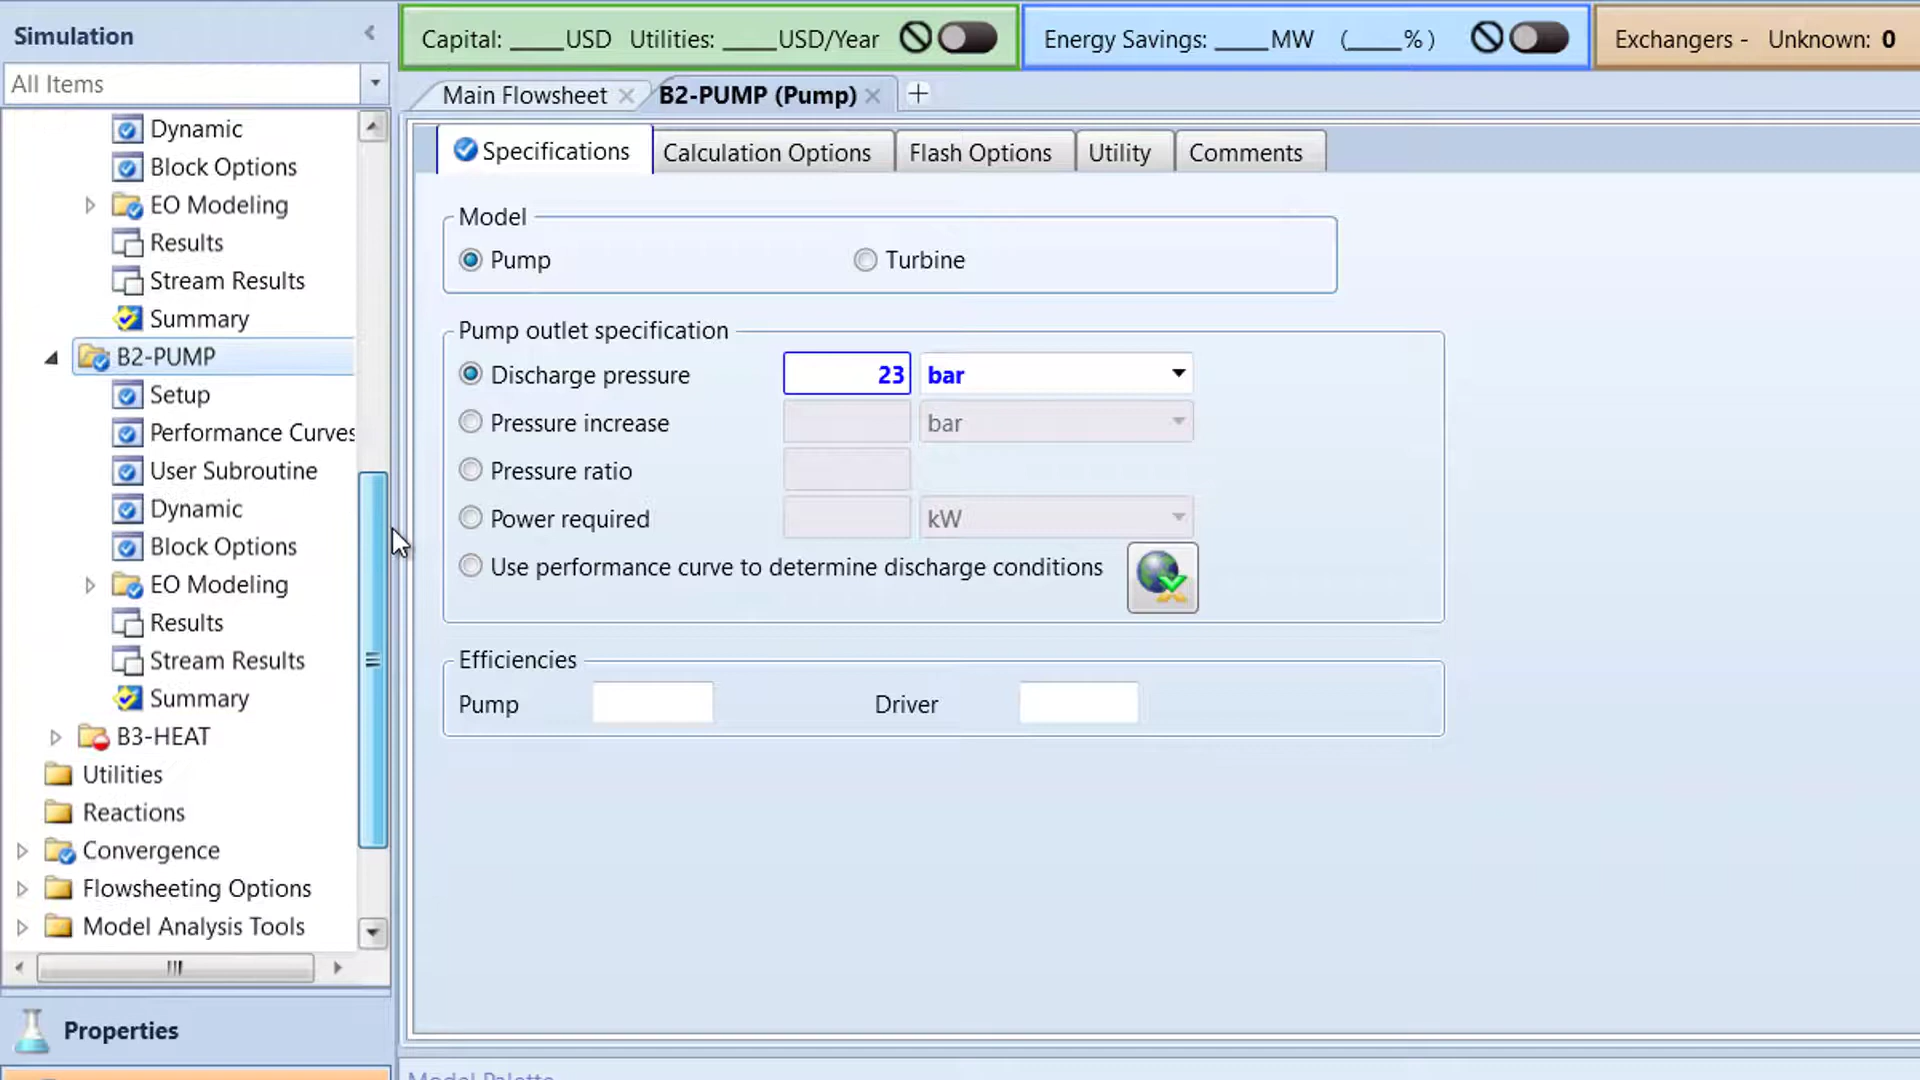 Simulation
All Items
Dynamic
Block Options
EO Modeling
Results
Stream Results
Summary
B2-PUMP
Setup
Performance Curves
User Subroutine
Dynamic
Block Options
EO Modeling
Results
Stream Results
Summary
B3-HEAT
Utilities
Reactions
Convergence
Flowsheeting Options
Model Analysis Tools
Properties
Capital: ____USD Utilities: ____USD/Year
Energy Savings: ____MW (____%)
Exchangers - Unknown: 0
Main Flowsheet
B2-PUMP (Pump)
Specifications
Calculation Options
Flash Options
Utility
Comments
Model
Pump
Turbine
Pump outlet specification
Discharge pressure 23 bar
Pressure increase bar
Pressure ratio
Power required kW
Use performance curve to determine discharge conditions
Efficiencies
Pump
Driver
Model Palette